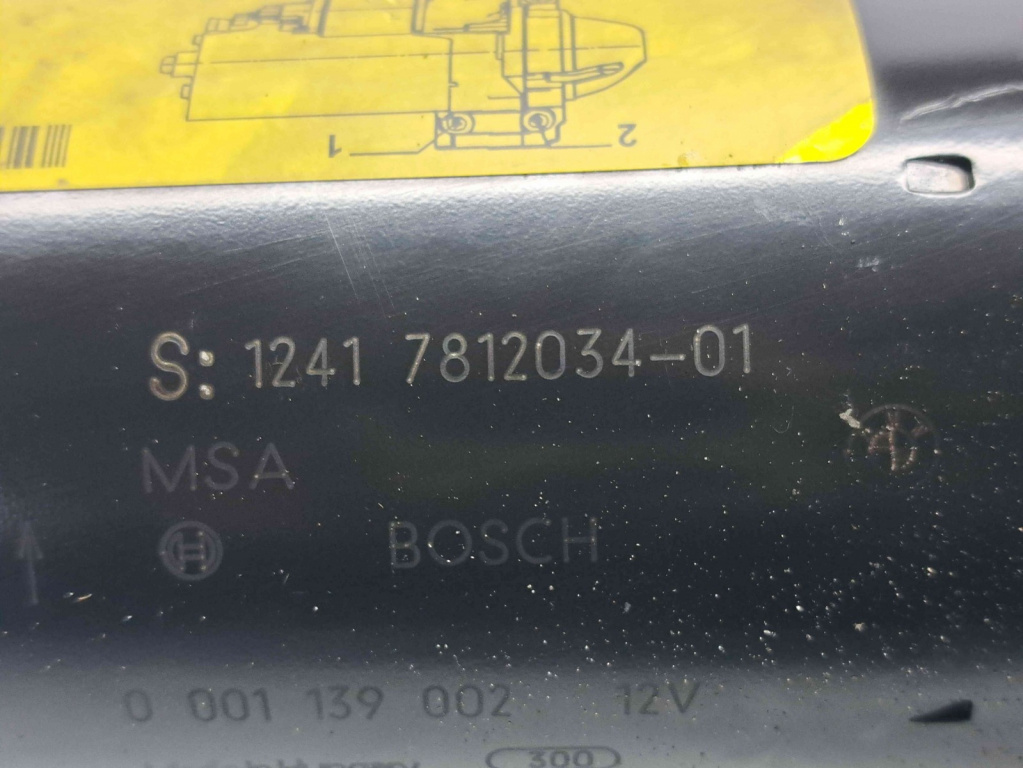 1 2
S: 1241 7812034-01
MSA
BOSCH
0 001 139 002 12V
300